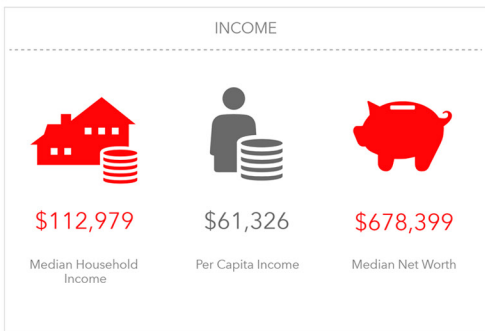 INCOME
$112,979
$61,326
$678,399
Median Household
Income
Per Capita Income
Median Net Worth